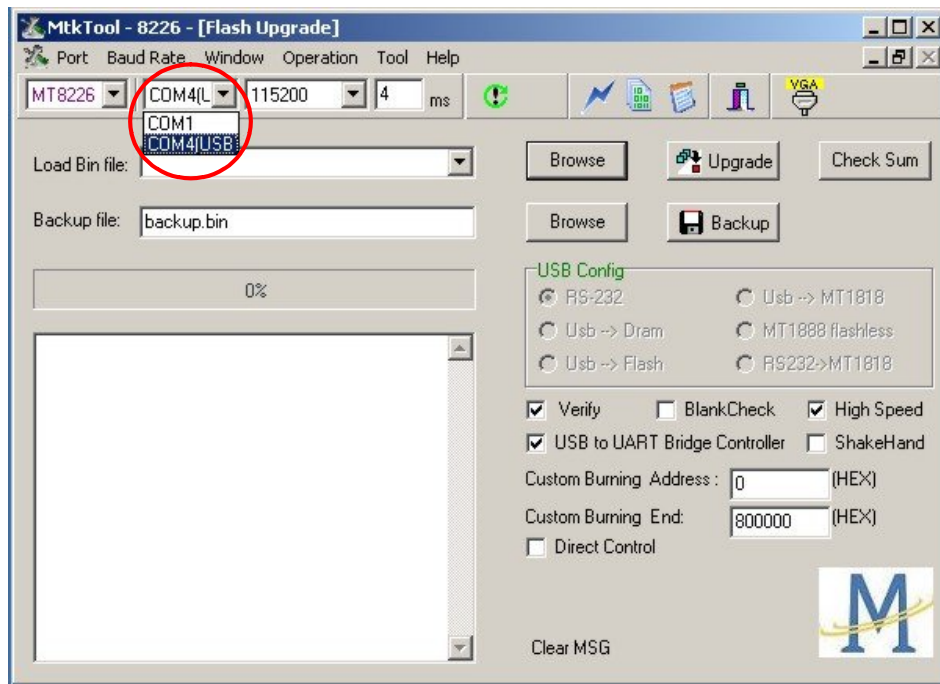 MtkTool - 8226 - [Flash Upgrade]
Port Baud Rate Window Operation Tool Help
MT8226 COM4(L 115200 4 ms VGA
COM1
COM4(USB
Load Bin file: Browse Upgrade Check Sum
Backup file: backup.bin Browse Backup
USB Config
0%
RS-232 Usb --> MT1818
Usb --> Dram MT1888 flashless
Usb --> Flash RS232->MT1818
Verify BlankCheck High Speed
USB to UART Bridge Controller ShakeHand
Custom Burning Address : 0 (HEX)
Custom Burning End: 800000 (HEX)
Direct Control
M
Clear MSG